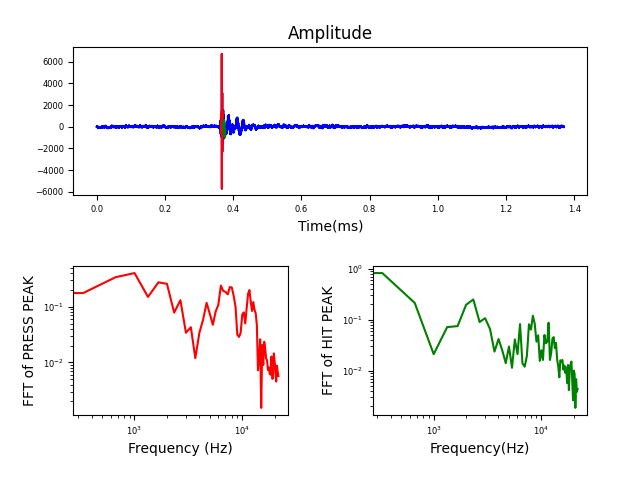 Amplitude
6000
4000
2000
0
−2000
−4000
−6000
0.0 0.2 0.4 0.6 0.8 1.0 1.2 1.4
Time(ms)
FFT of PRESS PEAK
10⁻¹
10⁻²
10³ 10⁴
Frequency (Hz)
FFT of HIT PEAK
10⁰
10⁻¹
10⁻²
10³ 10⁴
Frequency(Hz)